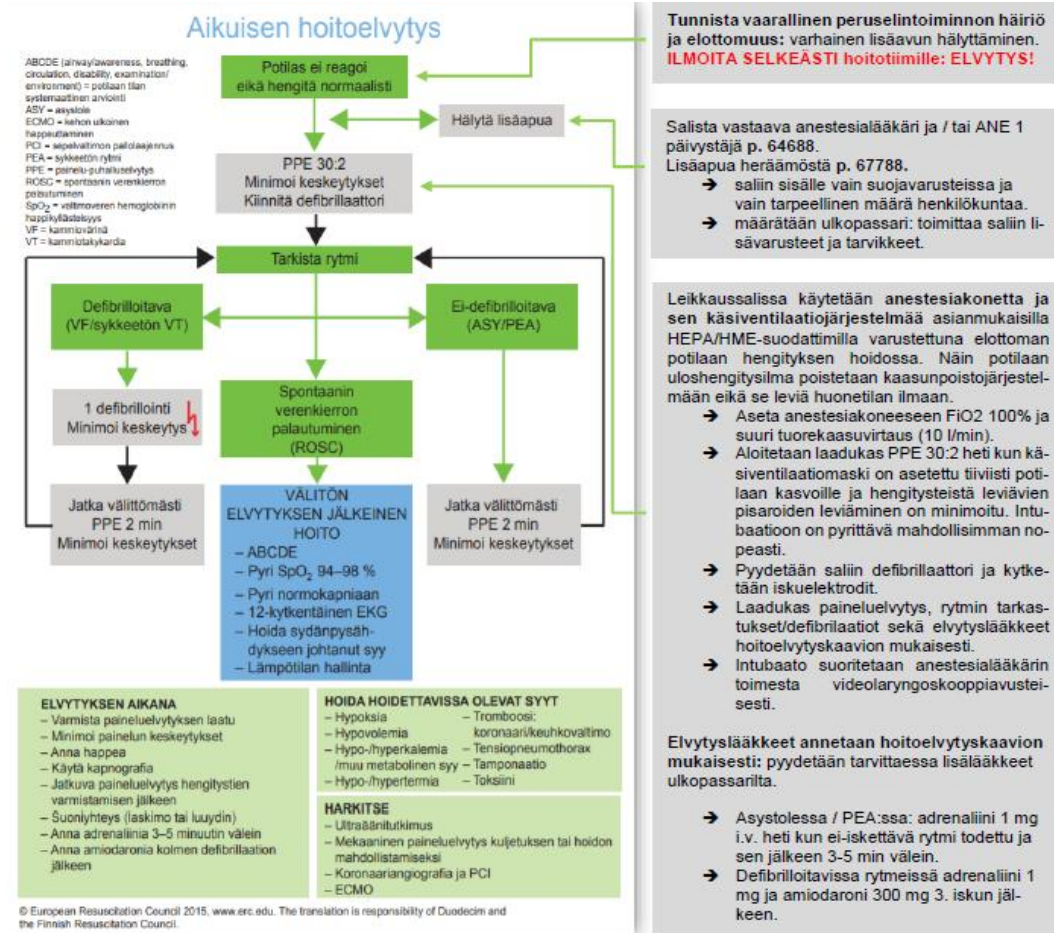 Aikuisen hoitoelvytys
ABCDE (airway/awareness, breathing,
circulation, disability, examination/
environment) = potilaan tilan
systemaattinen arviointi
ASY = asystole
ECMO = kehon ulkoinen
happeuttaminen
PCI = sepelvaltimon pallolaajennus
PEA = sykkeetön rytmi
PPE = painelu-puhalluselvytys
ROSC = spontaanin verenkierron
palautuminen
SpO2 = valtimoveren hemoglobiinin
happikyllästeisyys
VF = kammiovärinä
VT = kammiotakykardia
Potilas ei reagoi
eikä hengitä normaalisti
Hälytä lisäapua
PPE 30:2
Minimoi keskeytykset
Kiinnitä defibrillaattori
Tarkista rytmi
Defibrilloitava
(VF/sykkeetön VT)
Ei-defibrilloitava
(ASY/PEA)
1 defibrillointi
Minimoi keskeytys
Spontaanin
verenkierron
palautuminen
(ROSC)
Jatka välittömästi
PPE 2 min
Minimoi keskeytykset
VÄLITÖN
ELVYTYKSEN JÄLKEINEN
HOITO
– ABCDE
– Pyri SpO2 94–98 %
– Pyri normokapniaan
– 12-kytkentäinen EKG
– Hoida sydänpysäh-
dykseen johtanut syy
– Lämpötilan hallinta
Jatka välittömästi
PPE 2 min
Minimoi keskeytykset
ELVYTYKSEN AIKANA
– Varmista paineluelvytyksen laatu
– Minimoi painelun keskeytykset
– Anna happea
– Käytä kapnografia
– Jatkuva paineluelvytys hengitystien
varmistamisen jälkeen
– Suoniyhteys (laskimo tai luuydin)
– Anna adrenaliinia 3–5 minuutin välein
– Anna amiodaronia kolmen defibrillaation
jälkeen
HOIDA HOIDETTAVISSA OLEVAT SYYT
– Hypoksia
– Hypovolemia
– Hypo-/hyperkalemia
/muu metabolinen syy
– Hypo-/hypertermia
– Tromboosi:
koronaari/keuhkovaltimo
– Tensiopneumothorax
– Tamponaatio
– Toksiini
HARKITSE
– Ultraäänitutkimus
– Mekaaninen paineluelvytys kuljetuksen tai hoidon
mahdollistamiseksi
– Koronaariangiografia ja PCI
– ECMO
© European Resuscitation Council 2015, www.erc.edu. The translation is responsibility of Duodecim and
the Finnish Resuscitation Council.
Tunnista vaarallinen peruselintoiminnon häiriö
ja elottomuus: varhainen lisäavun hälyttäminen.
ILMOITA SELKEÄSTI hoitotiimille: ELVYTYS!
Salista vastaava anestesialääkäri ja / tai ANE 1
päivystäjä p. 64688.
Lisäapua heräämöstä p. 67788.
➔ saliin sisälle vain suojavarusteissa ja
vain tarpeellinen määrä henkilökuntaa.
➔ määrätään ulkopassari: toimittaa saliin li-
sävarusteet ja tarvikkeet.
Leikkaussalissa käytetään anestesiakonetta ja
sen käsiventilaatiojärjestelmää asianmukaisilla
HEPA/HME-suodattimilla varustettuna elottoman
potilaan hengityksen hoidossa. Näin potilaan
uloshengitysilma poistetaan kaasunpoistojärjestel-
mään eikä se leviä huonetilan ilmaan.
➔ Aseta anestesiakoneeseen FiO2 100% ja
suuri tuorekaasuvirtaus (10 l/min).
➔ Aloitetaan laadukas PPE 30:2 heti kun kä-
siventilaatiomaski on asetettu tiiviisti poti-
laan kasvoille ja hengitysteistä leviävien
pisaroiden leviäminen on minimoitu. Intu-
baatioon on pyrittävä mahdollisimman no-
peasti.
➔ Pyydetään saliin defibrillaattori ja kytke-
tään iskuelektrodit.
➔ Laadukas paineluelvytys, rytmin tarkas-
tukset/defibrilaatiot sekä elvytyslääkkeet
hoitoelvytyskaavion mukaisesti.
➔ Intubaato suoritetaan anestesialääkärin
toimesta videolaryngoskooppiavustei-
sesti.
Elvytyslääkkeet annetaan hoitoelvytyskaavion
mukaisesti: pyydetään tarvittaessa lisälääkkeet
ulkopassarilta.
➔ Asystolessa / PEA:ssa: adrenaliini 1 mg
i.v. heti kun ei-iskettävä rytmi todettu ja
sen jälkeen 3-5 min välein.
➔ Defibrilloitavissa rytmeissä adrenaliini 1
mg ja amiodaroni 300 mg 3. iskun jäl-
keen.